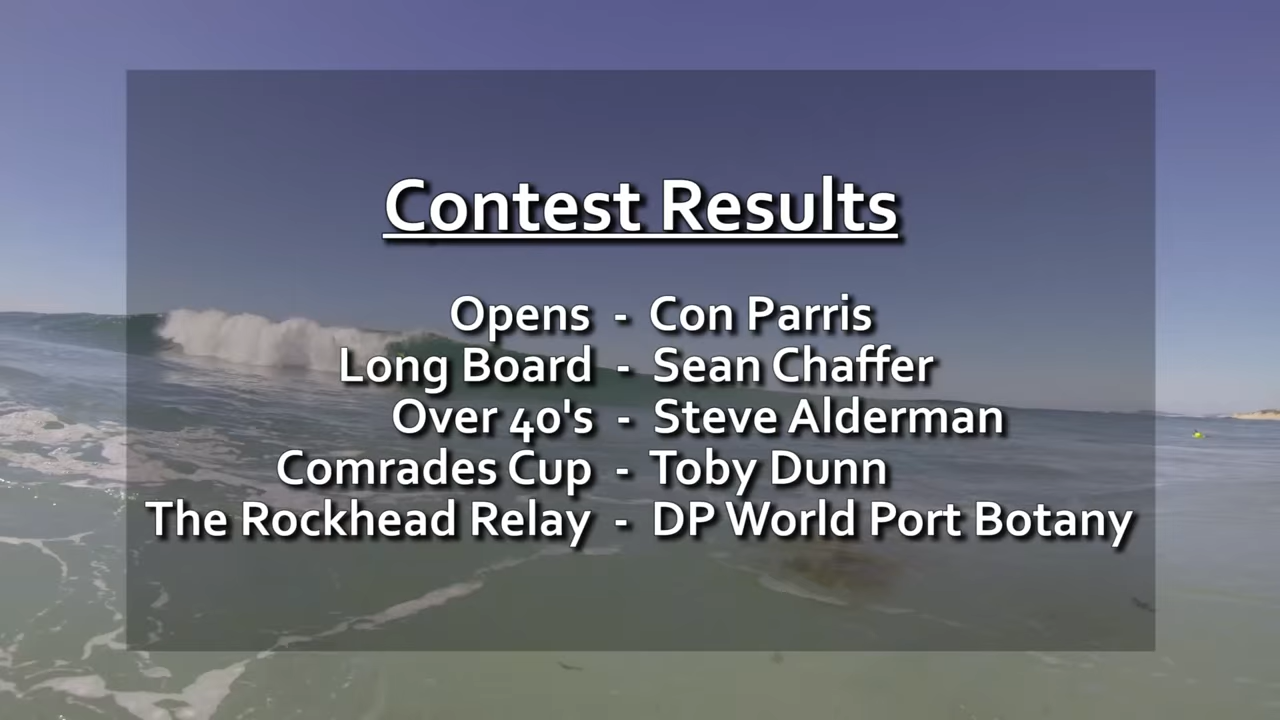 Contest Results
Opens - Con Parris
Long Board - Sean Chaffer
Over 40's - Steve Alderman
Comrades Cup - Toby Dunn
The Rockhead Relay - DP World Port Botany